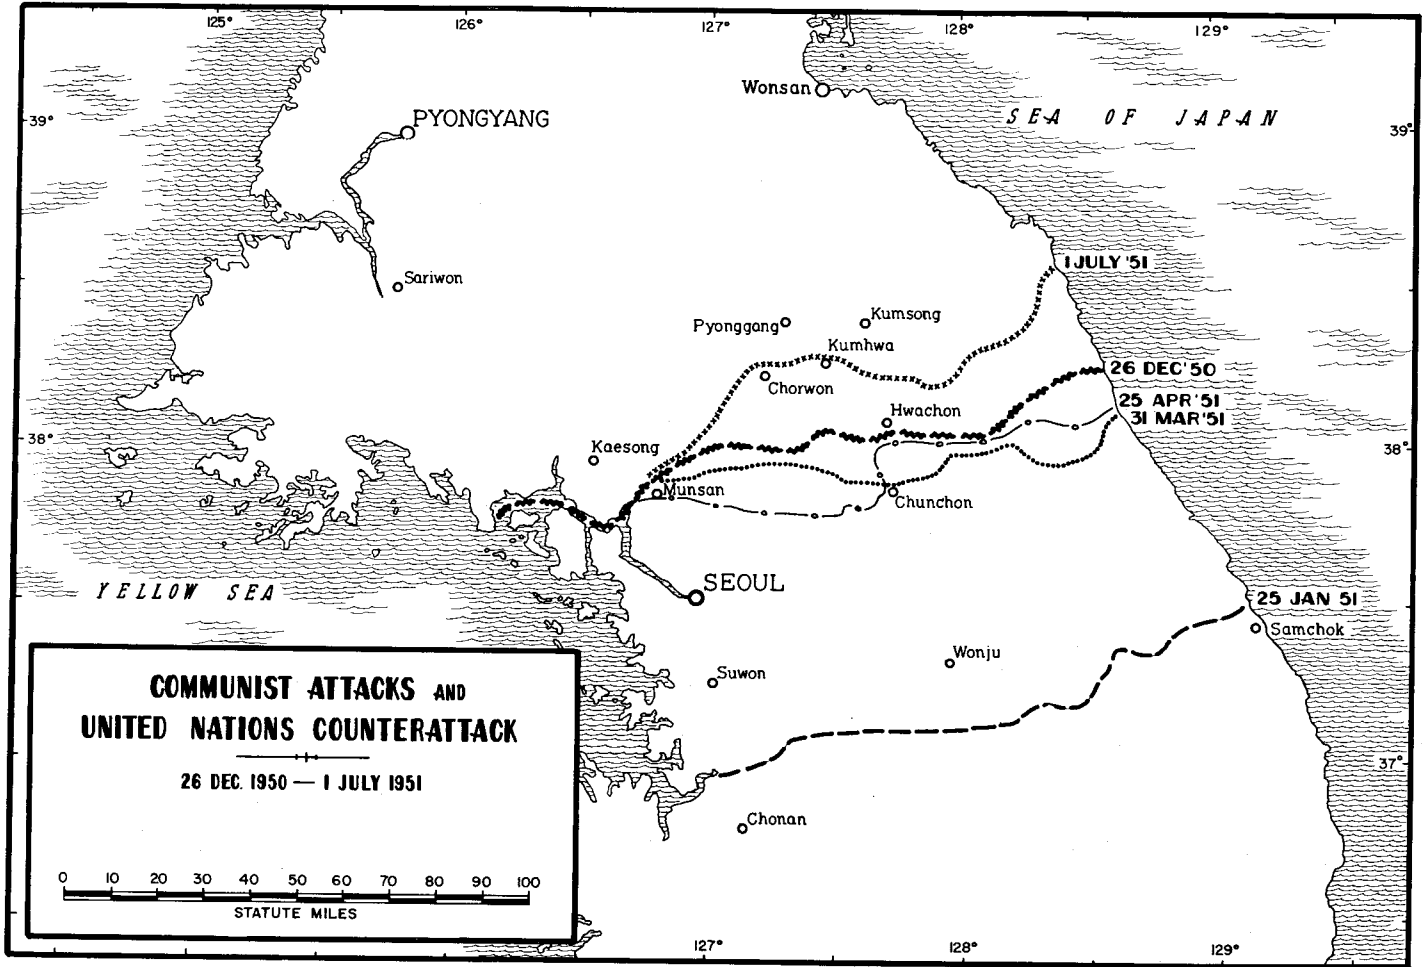 125° 126° 127° 128° 129°
Wonsan
SEA OF JAPAN
39° PYONGYANG 39°
Sariwon
1 JULY '51
Pyonggang Kumsong
Kumhwa
Chorwon
26 DEC '50
25 APR '51
31 MAR '51
Hwachon
38° Kaesong 38°
Munsan
Chunchon
SEOUL
YELLOW SEA
25 JAN 51
Samchok
Wonju
Suwon
COMMUNIST ATTACKS AND
UNITED NATIONS COUNTERATTACK
26 DEC. 1950 — 1 JULY 1951
37°
Chonan
0 10 20 30 40 50 60 70 80 90 100
STATUTE MILES
127° 128° 129°